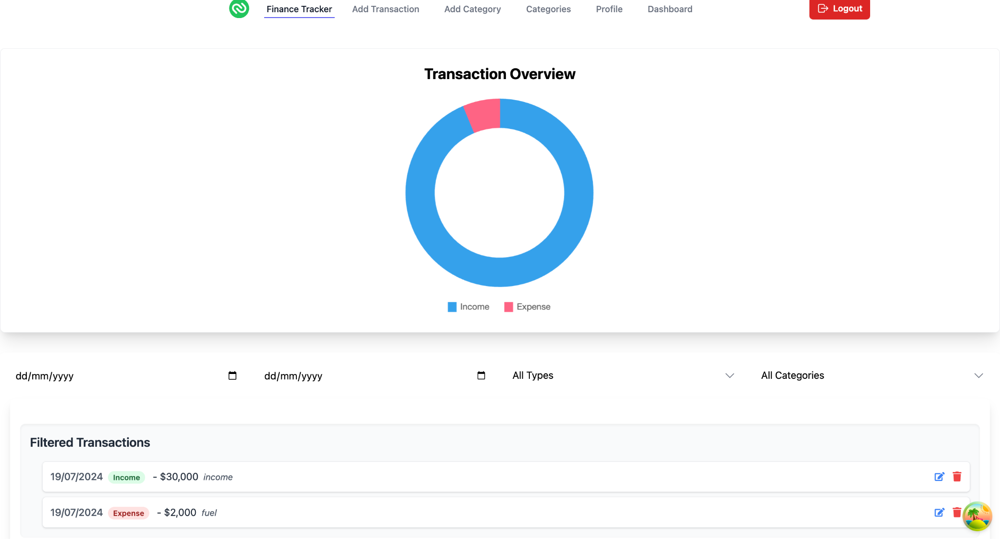 Finance Tracker Add Transaction Add Category Categories Profile Dashboard Logout
Transaction Overview
Income Expense
dd/mm/yyyy dd/mm/yyyy All Types All Categories
Filtered Transactions
19/07/2024 Income - $30,000 income
19/07/2024 Expense - $2,000 fuel